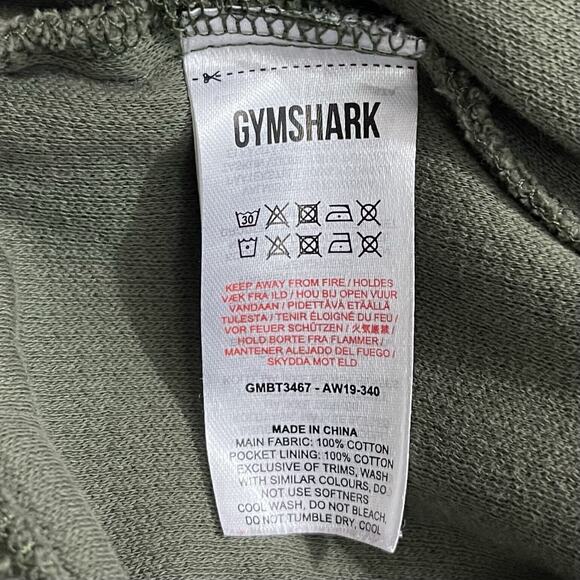 GYMSHARK
30
KEEP AWAY FROM FIRE / HOLDES
VÆK FRA ILD / HOU BIJ OPEN VUUR
VANDAAN / PIDETTÄVÄ ETÄÄLLÄ
TULESTA / TENIR ÉLOIGNÉ DU FEU /
VOR FEUER SCHÜTZEN / 火気厳禁 /
HOLD BORTE FRA FLAMMER /
MANTENER ALEJADO DEL FUEGO /
SKYDDA MOT ELD
GMBT3467 - AW19-340
MADE IN CHINA
MAIN FABRIC: 100% COTTON
POCKET LINING: 100% COTTON
EXCLUSIVE OF TRIMS, WASH
WITH SIMILAR COLOURS, DO
NOT USE SOFTNERS
COOL WASH, DO NOT BLEACH,
DO NOT TUMBLE DRY, COOL